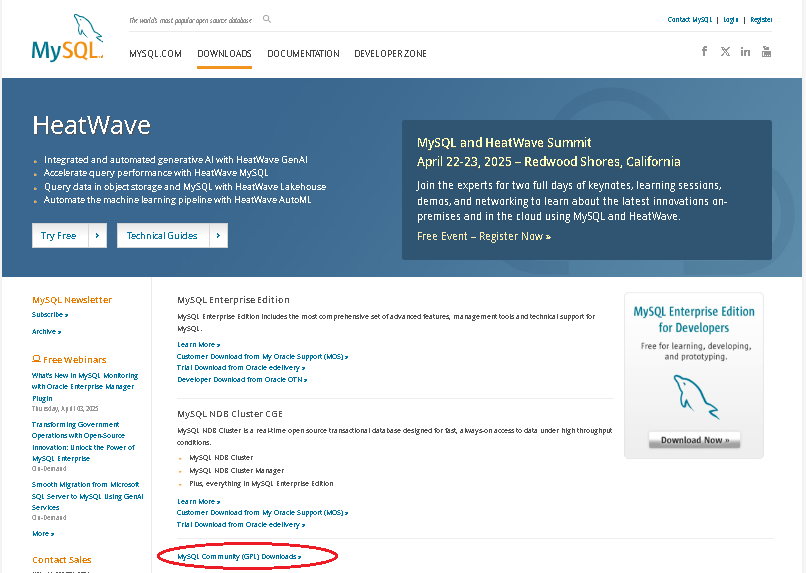 MySQL
The world's most popular open source database
Contact MySQL | Login | Register
MYSQL.COM DOWNLOADS DOCUMENTATION DEVELOPER ZONE
HeatWave
Integrated and automated generative AI with HeatWave GenAI
Accelerate query performance with HeatWave MySQL
Query data in object storage and MySQL with HeatWave Lakehouse
Automate the machine learning pipeline with HeatWave AutoML
Try Free
Technical Guides
MySQL and HeatWave Summit
April 22-23, 2025 – Redwood Shores, California
Join the experts for two full days of keynotes, learning sessions,
demos, and networking to learn about the latest innovations on-
premises and in the cloud using MySQL and HeatWave.
Free Event – Register Now »
MySQL Newsletter
Subscribe »
Archive »
Free Webinars
What's New in MySQL Monitoring
with Oracle Enterprise Manager
Plugin
Thursday, April 03, 2025
Transforming Government
Operations with Open-Source
Innovation: Unlock the Power of
MySQL Enterprise
On-Demand
Smooth Migration from Microsoft
SQL Server to MySQL Using GenAI
Services
On-Demand
More »
Contact Sales
MySQL Enterprise Edition
MySQL Enterprise Edition includes the most comprehensive set of advanced features, management tools and technical support for
MySQL.
Learn More »
Customer Download from My Oracle Support (MOS) »
Trial Download from Oracle edelivery »
Developer Download from Oracle OTN »
MySQL NDB Cluster CGE
MySQL NDB Cluster is a real-time open source transactional database designed for fast, always-on access to data under high throughput
conditions.
MySQL NDB Cluster
MySQL NDB Cluster Manager
Plus, everything in MySQL Enterprise Edition
Learn More »
Customer Download from My Oracle Support (MOS) »
Trial Download from Oracle edelivery »
MySQL Community (GPL) Downloads »
MySQL Enterprise Edition
for Developers
Free for learning, developing,
and prototyping.
Download Now »